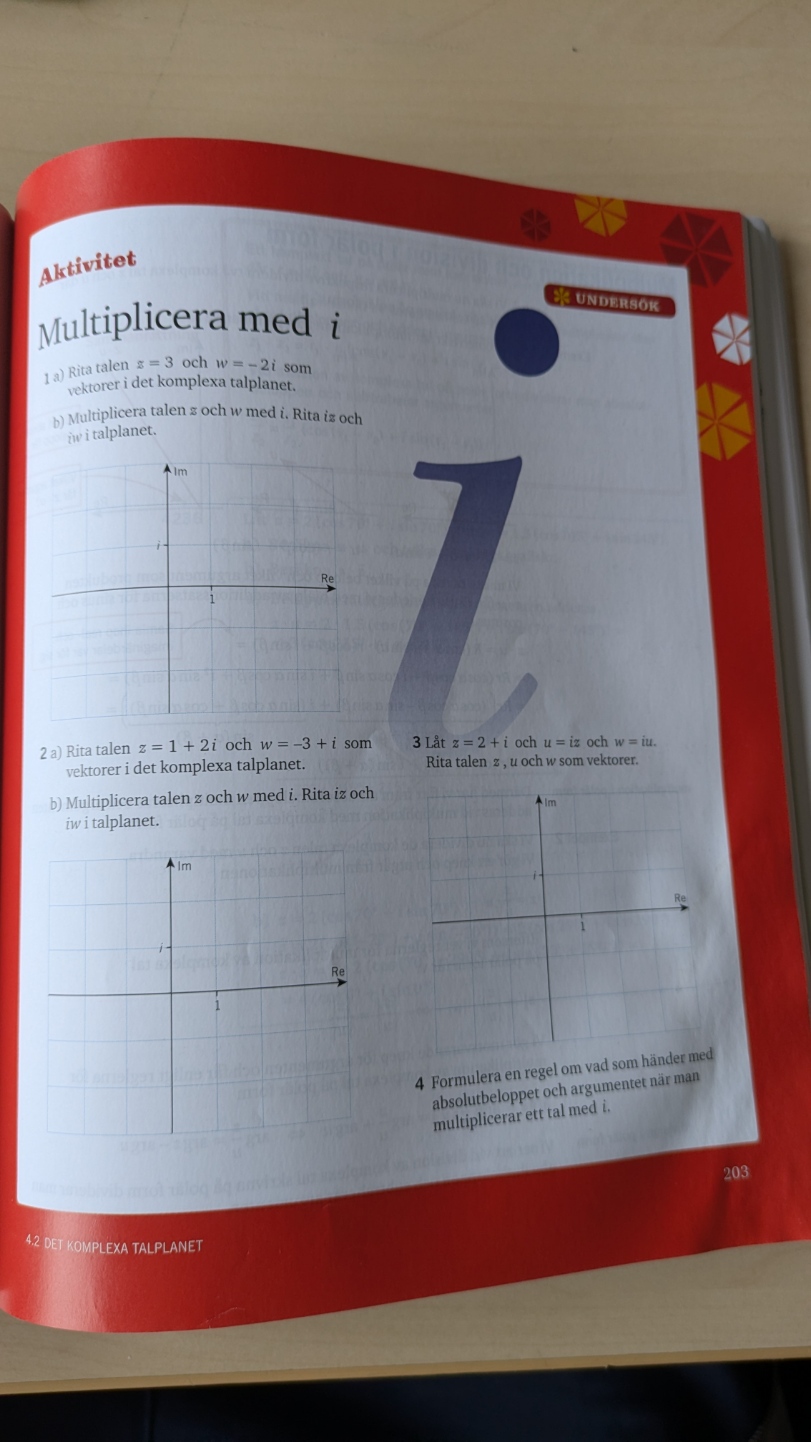 Aktivitet
UNDERSÖK
Multiplicera med i
1 a) Rita talen z = 3 och w = −2i som
vektorer i det komplexa talplanet.
b) Multiplicera talen z och w med i. Rita iz och
iw i talplanet.
Im
i
Re
1
2 a) Rita talen z = 1 + 2i och w = −3 + i som
vektorer i det komplexa talplanet.
b) Multiplicera talen z och w med i. Rita iz och
iw i talplanet.
Im
i
Re
1
i
3 Låt z = 2 + i och u = iz och w = iu.
Rita talen z , u och w som vektorer.
Im
i
Re
1
4 Formulera en regel om vad som händer med
absolutbeloppet och argumentet när man
multiplicerar ett tal med i.
203
4.2 DET KOMPLEXA TALPLANET